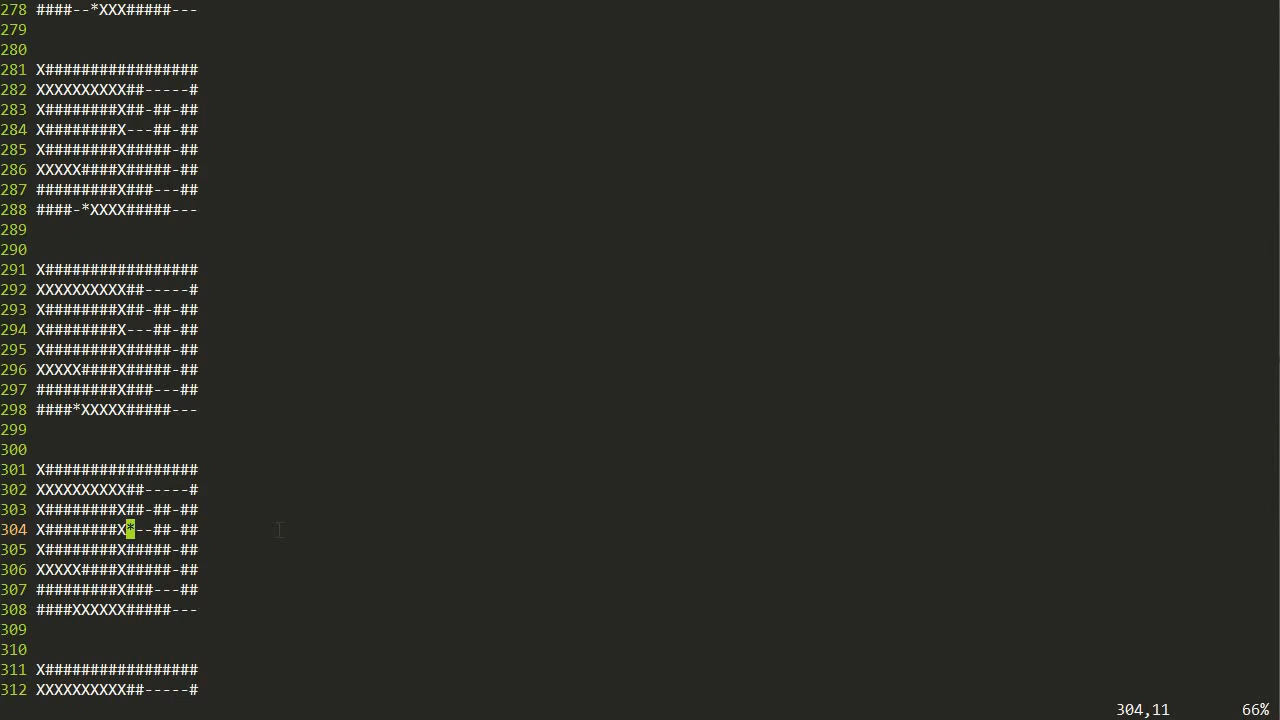 278 ####--*XXX#####---
279
280
281 X#################
282 XXXXXXXXXX##-----#
283 X########X##-##-##
284 X########X---##-##
285 X########X#####-##
286 XXXXX####X#####-##
287 #########X###---##
288 ####-*XXXX#####---
289
290
291 X#################
292 XXXXXXXXXX##-----#
293 X########X##-##-##
294 X########X---##-##
295 X########X#####-##
296 XXXXX####X#####-##
297 #########X###---##
298 ####*XXXXX#####---
299
300
301 X#################
302 XXXXXXXXXX##-----#
303 X########X##-##-##
304 X########X*--##-##
305 X########X#####-##
306 XXXXX####X#####-##
307 #########X###---##
308 ####XXXXXX#####---
309
310
311 X#################
312 XXXXXXXXXX##-----#
304,11 66%